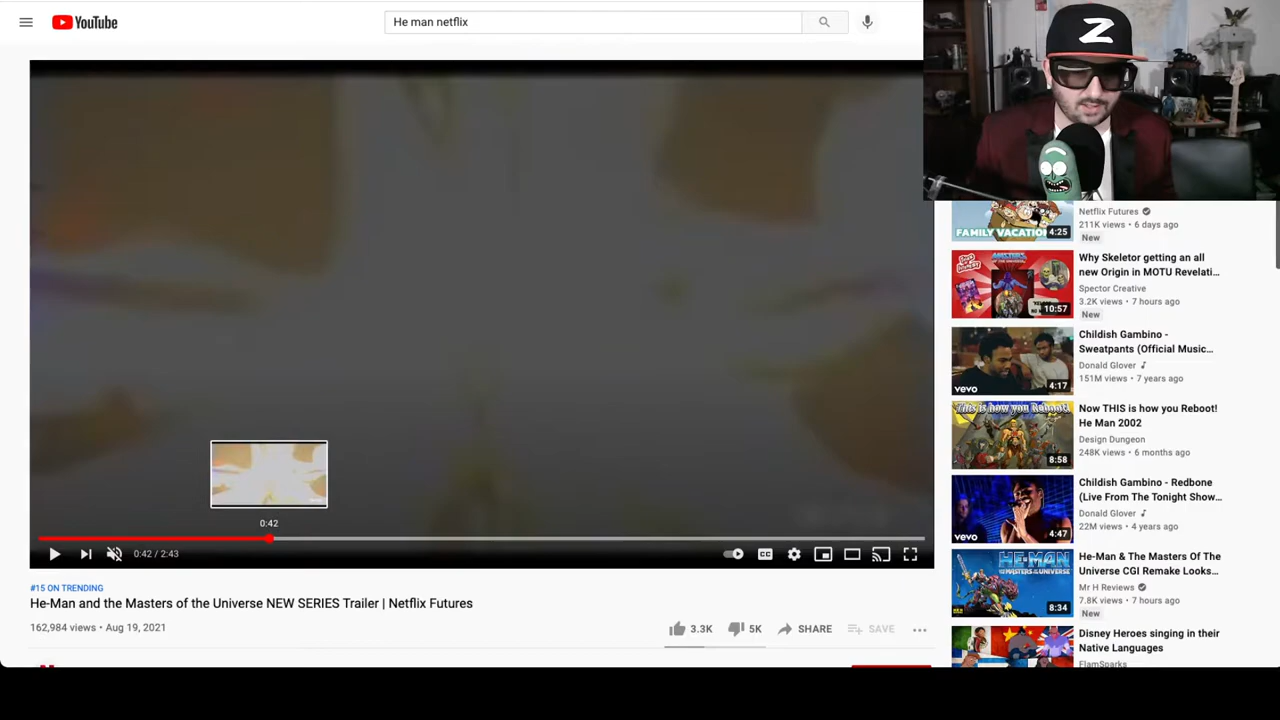 YouTube
He man netflix
Z
Netflix Futures
211K views • 6 days ago
New
FAMILY VACATION
4:25
Why Skeletor getting an all
new Origin in MOTU Revelati...
Spector Creative
3.2K views • 7 hours ago
New
10:57
Childish Gambino -
Sweatpants (Official Music...
Donald Glover
151M views • 7 years ago
vevo
4:17
Now THIS is how you Reboot!
He Man 2002
Design Dungeon
248K views • 6 months ago
This is how you Reboot!
8:58
Childish Gambino - Redbone
(Live From The Tonight Show...
Donald Glover
22M views • 4 years ago
vevo
4:47
He-Man & The Masters Of The
Universe CGI Remake Looks...
Mr H Reviews
7.8K views • 7 hours ago
New
HE-MAN
8:34
Disney Heroes singing in their
Native Languages
FlamSparks
0:42
0:42 / 2:43
CC
#15 ON TRENDING
He-Man and the Masters of the Universe NEW SERIES Trailer | Netflix Futures
162,984 views • Aug 19, 2021
3.3K
5K
SHARE
SAVE